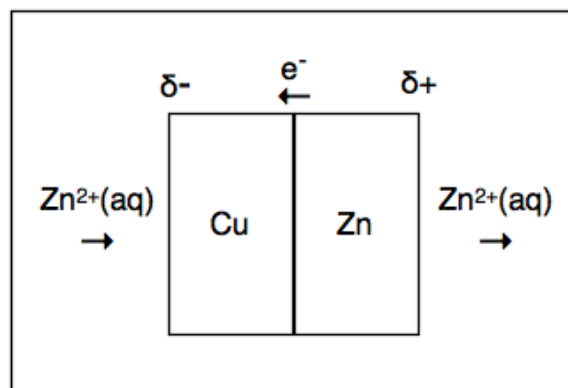 δ- e⁻ δ+
←
Zn²⁺(aq) Cu Zn Zn²⁺(aq)
→ →